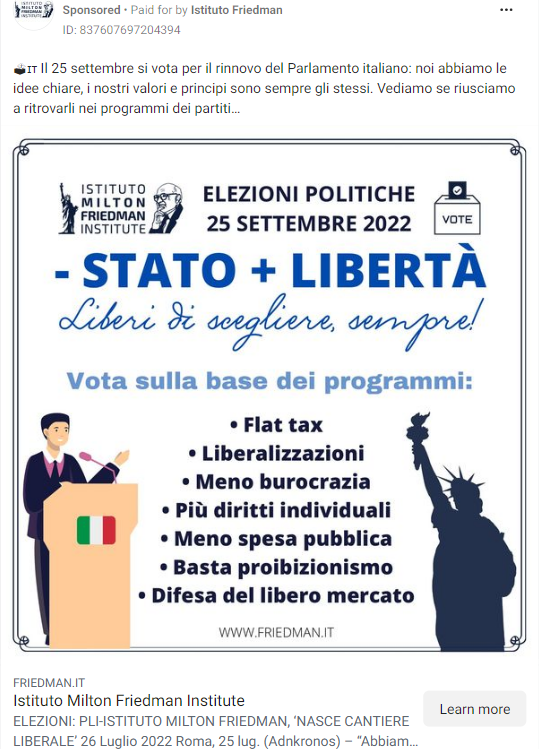 ISTITUTO
MILTON
FRIEDMAN
INSTITUTE
Sponsored • Paid for by Istituto Friedman
ID: 837607697204394
🗳️IT Il 25 settembre si vota per il rinnovo del Parlamento italiano: noi abbiamo le
idee chiare, i nostri valori e principi sono sempre gli stessi. Vediamo se riusciamo
a ritrovarli nei programmi dei partiti…
ISTITUTO
MILTON
FRIEDMAN
INSTITUTE
ELEZIONI POLITICHE
25 SETTEMBRE 2022
VOTE
- STATO + LIBERTÀ
Liberi di scegliere, sempre!
Vota sulla base dei programmi:
• Flat tax
• Liberalizzazioni
• Meno burocrazia
• Più diritti individuali
• Meno spesa pubblica
• Basta proibizionismo
• Difesa del libero mercato
WWW.FRIEDMAN.IT
FRIEDMAN.IT
Istituto Milton Friedman Institute
ELEZIONI: PLI-ISTITUTO MILTON FRIEDMAN, ‘NASCE CANTIERE
LIBERALE’ 26 Luglio 2022 Roma, 25 lug. (Adnkronos) – “Abbiam…
Learn more